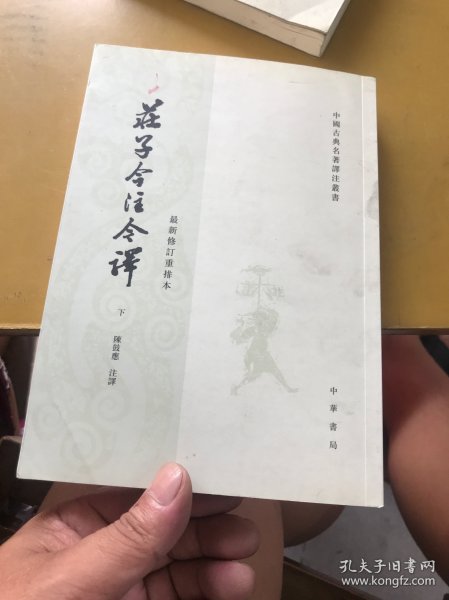 中國古典名著譯注叢書
莊子今注今譯
最新修訂重排本
下
陳鼓應 注譯
中華書局
孔夫子旧书网
www.kongfz.com